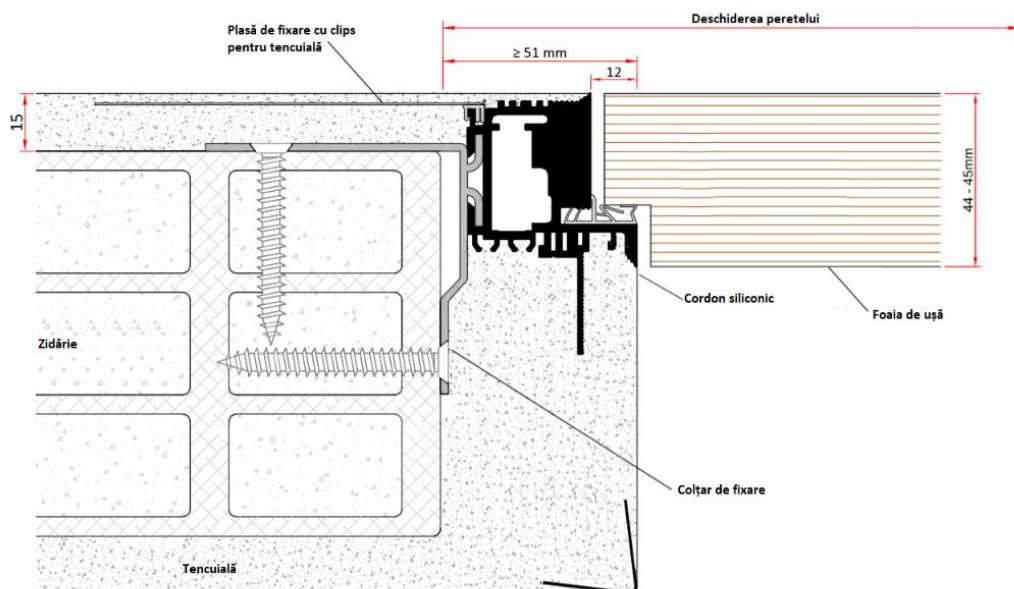 Deschiderea peretelui
Plasă de fixare cu clips
pentru tencuială
≥ 51 mm
12
15
44 - 45mm
Cordon siliconic
Foaia de ușă
Zidărie
Colțar de fixare
Tencuială